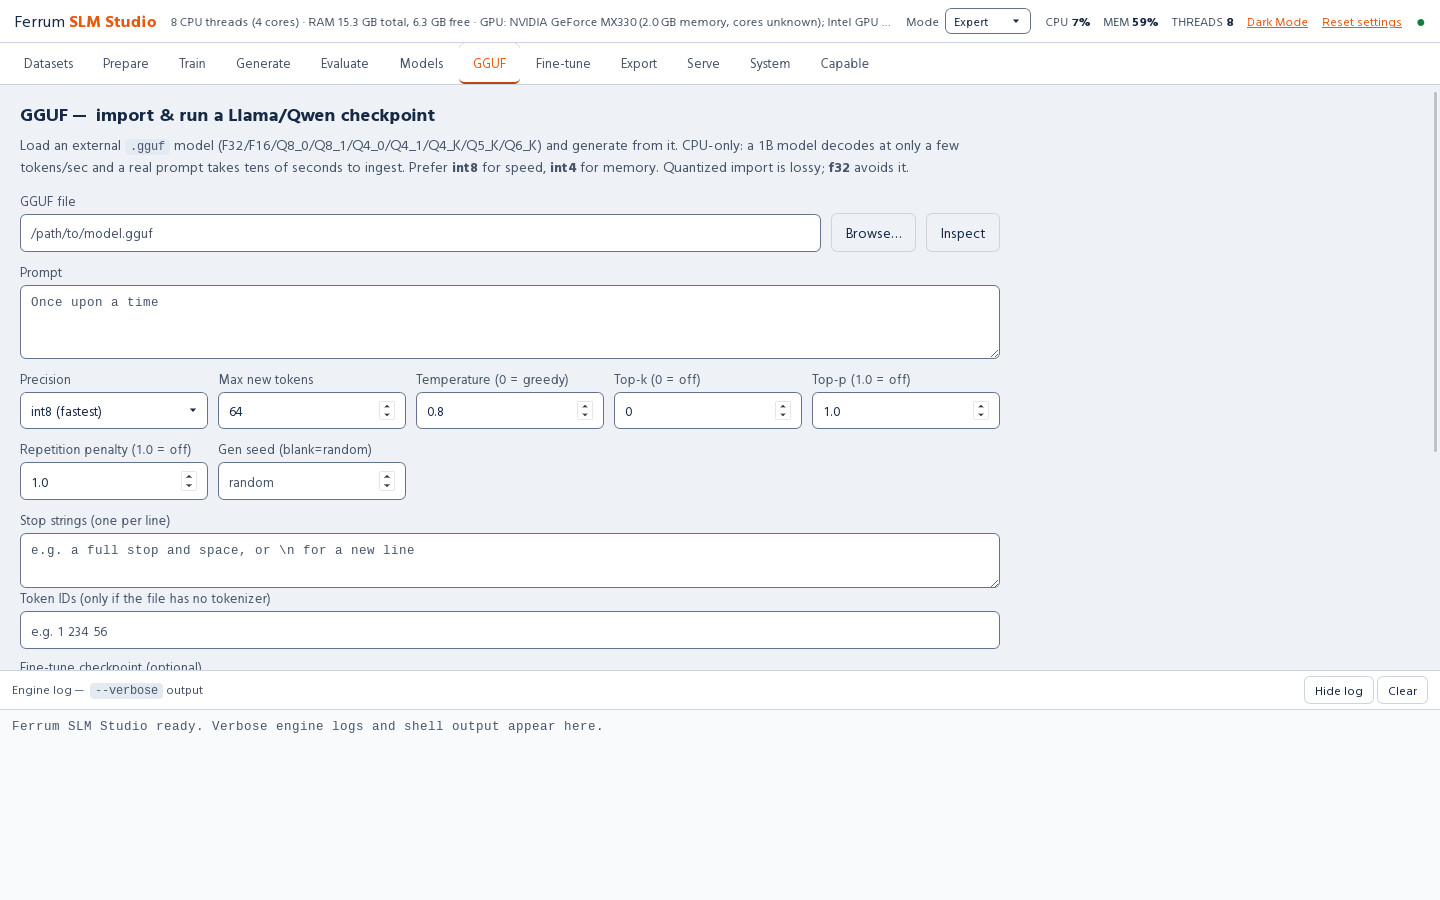 Ferrum SLM Studio
8 CPU threads (4 cores) · RAM 15.3 GB total, 6.3 GB free · GPU: NVIDIA GeForce MX330 (2.0 GB memory, cores unknown); Intel GPU ...
Mode Expert
CPU 7% MEM 59% THREADS 8 Dark Mode Reset settings
Datasets Prepare Train Generate Evaluate Models GGUF Fine-tune Export Serve System Capable
GGUF — import & run a Llama/Qwen checkpoint
Load an external .gguf model (F32/F16/Q8_0/Q8_1/Q4_0/Q4_1/Q4_K/Q5_K/Q6_K) and generate from it. CPU-only: a 1B model decodes at only a few
tokens/sec and a real prompt takes tens of seconds to ingest. Prefer int8 for speed, int4 for memory. Quantized import is lossy; f32 avoids it.
GGUF file
/path/to/model.gguf Browse... Inspect
Prompt
Once upon a time
Precision Max new tokens Temperature (0 = greedy) Top-k (0 = off) Top-p (1.0 = off)
int8 (fastest) 64 0.8 0 1.0
Repetition penalty (1.0 = off) Gen seed (blank=random)
1.0 random
Stop strings (one per line)
e.g. a full stop and space, or \n for a new line
Token IDs (only if the file has no tokenizer)
e.g. 1 234 56
Fine-tune checkpoint (optional)
Engine log — --verbose output Hide log Clear
Ferrum SLM Studio ready. Verbose engine logs and shell output appear here.